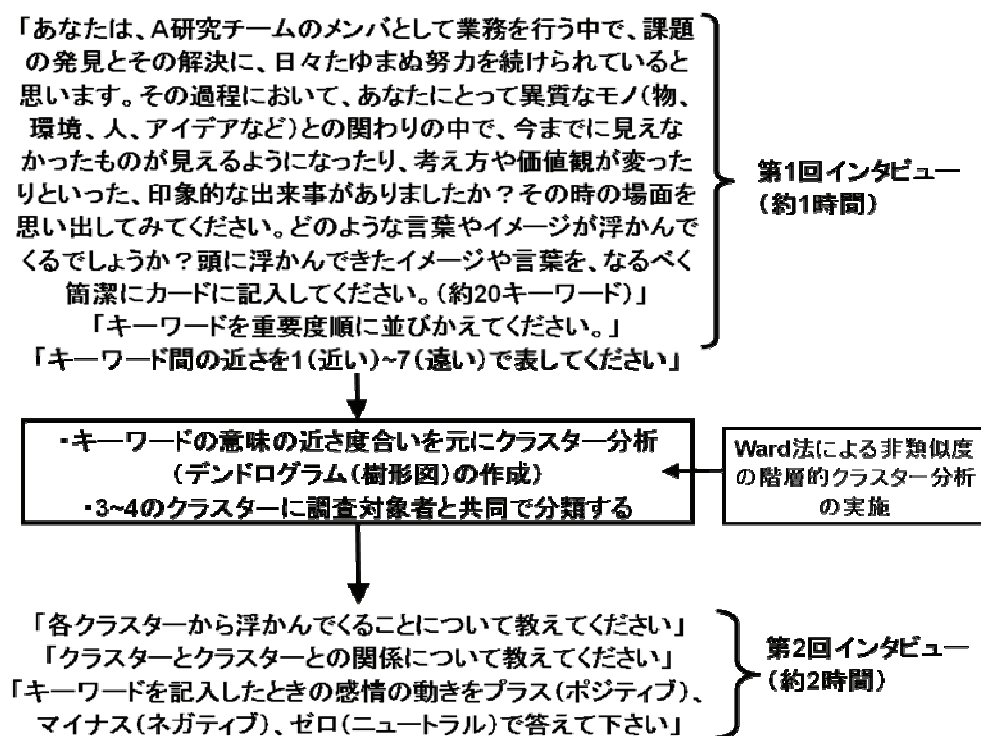 「あなたは、A研究チームのメンバとして業務を行う中で、課題
の発見とその解決に、日々たゆまぬ努力を続けられていると
思います。その過程において、あなたにとって異質なモノ(物、
環境、人、アイデアなど)との関わりの中で、今までに見えな
かったものが見えるようになったり、考え方や価値観が変った
りといった、印象的な出来事がありましたか?その時の場面を
思い出してみてください。どのような言葉やイメージが浮かんで
くるでしょうか?頭に浮かんできたイメージや言葉を、なるべく
簡潔にカードに記入してください。(約20キーワード)」
「キーワードを重要度順に並びかえてください。」
「キーワード間の近さを1(近い)~7(遠い)で表してください」
第1回インタビュー
(約1時間)
・キーワードの意味の近さ度合いを元にクラスター分析
(デンドログラム(樹形図)の作成)
・3~4のクラスターに調査対象者と共同で分類する
Ward法による非類似度
の階層的クラスター分析
の実施
「各クラスターから浮かんでくることについて教えてください」
「クラスターとクラスターとの関係について教えてください」
「キーワードを記入したときの感情の動きをプラス(ポジティブ)、
マイナス(ネガティブ)、ゼロ(ニュートラル)で答えて下さい」
第2回インタビュー
(約2時間)